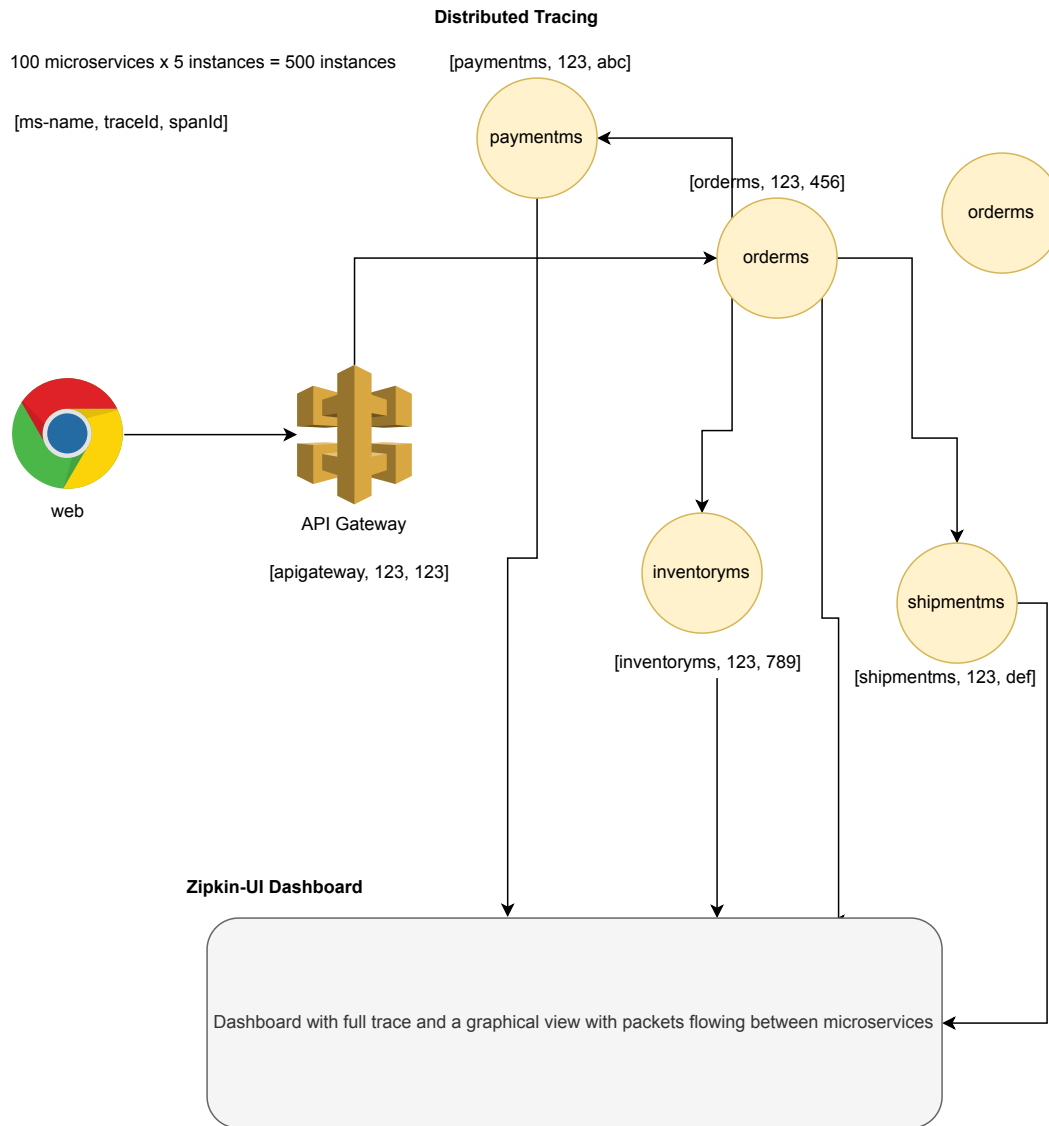 Distributed Tracing
100 microservices x 5 instances = 500 instances
[paymentms, 123, abc]
[ms-name, traceId, spanId]
paymentms
[orderms, 123, 456]
orderms
orderms
web
API Gateway
[apigateway, 123, 123]
inventoryms
shipmentms
[inventoryms, 123, 789]
[shipmentms, 123, def]
Zipkin-UI Dashboard
Dashboard with full trace and a graphical view with packets flowing between microservices